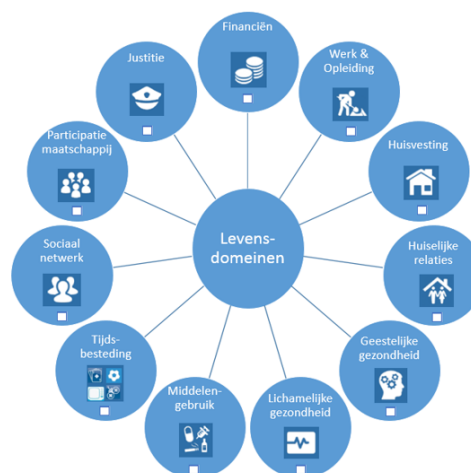 Financiën
Werk &
Opleiding
Huisvesting
Huiselijke
relaties
Geestelijke
gezondheid
Lichamelijke
gezondheid
Middelen-
gebruik
Tijds-
besteding
Sociaal
netwerk
Participatie
maatschappij
Justitie
Levens-
domeinen